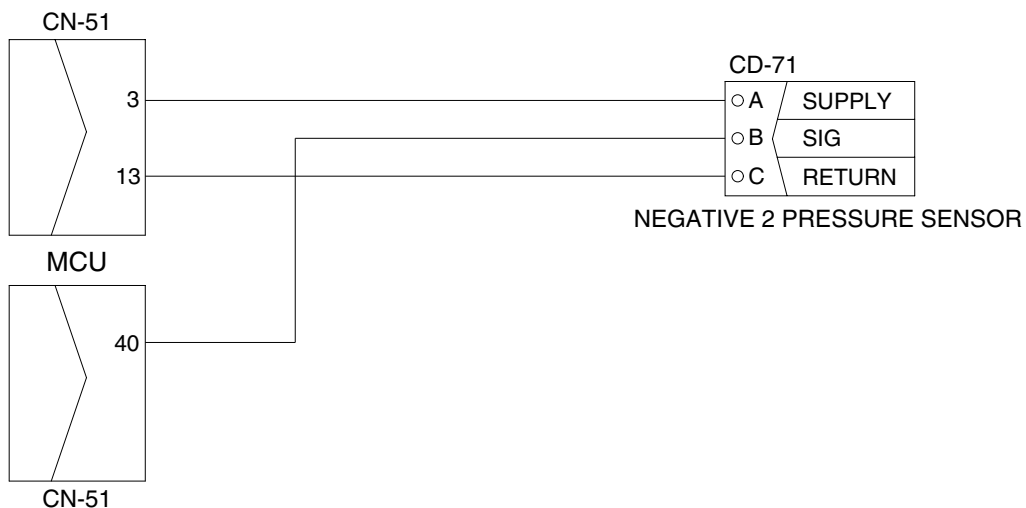 CN-51
CD-71
3
A SUPPLY
B SIG
13
C RETURN
NEGATIVE 2 PRESSURE SENSOR
MCU
40
CN-51